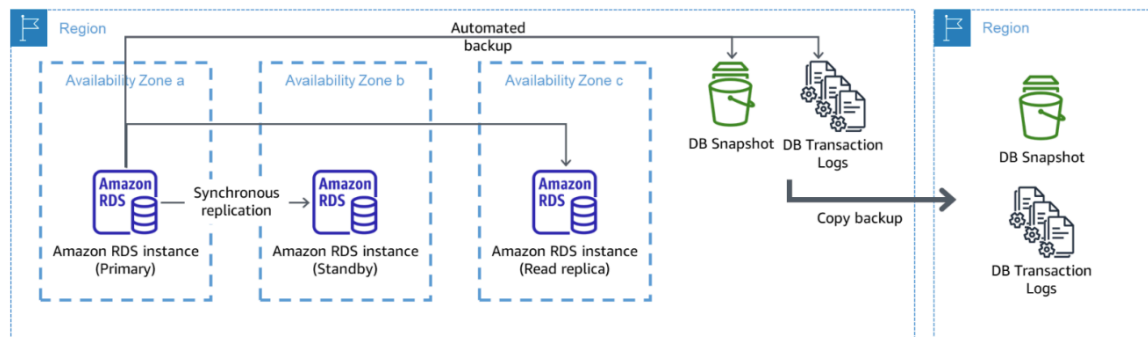 Region
Automated
backup
Region
Availability Zone a
Availability Zone b
Availability Zone c
DB Snapshot
DB Transaction
Logs
DB Snapshot
Amazon
RDS
Synchronous
replication
Amazon
RDS
Amazon
RDS
Copy backup
Amazon RDS instance
(Primary)
Amazon RDS instance
(Standby)
Amazon RDS instance
(Read replica)
DB Transaction
Logs